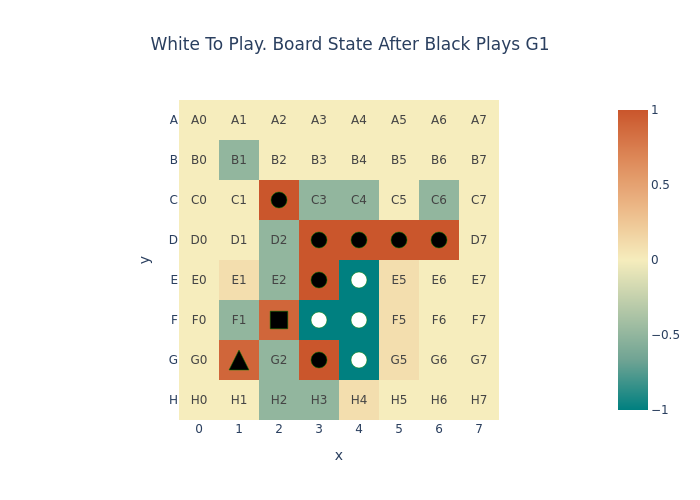 White To Play. Board State After Black Plays G1
A A0 A1 A2 A3 A4 A5 A6 A7
B B0 B1 B2 B3 B4 B5 B6 B7
C C0 C1 C3 C4 C5 C6 C7
D D0 D1 D2 D7
E E0 E1 E2 E5 E6 E7
F F0 F1 F5 F6 F7
G G0 G2 G5 G6 G7
H H0 H1 H2 H3 H4 H5 H6 H7
0 1 2 3 4 5 6 7
x
y
1
0.5
0
−0.5
−1